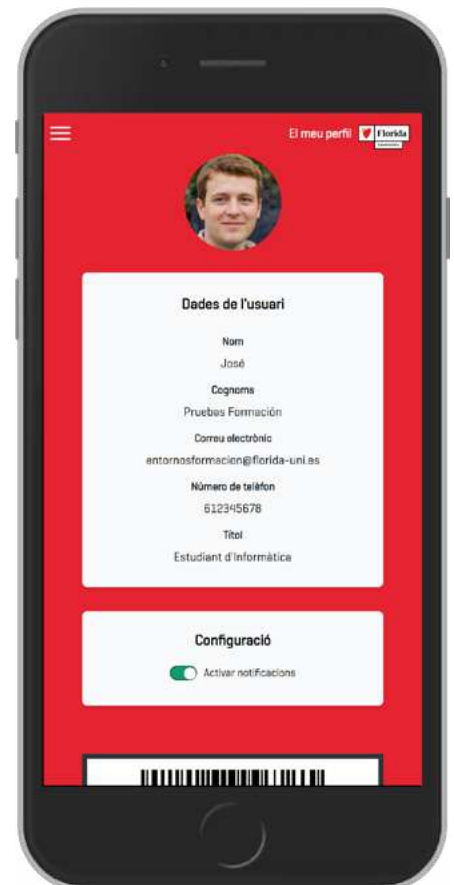 El meu perfil
Florida
Dades de l'usuari
Nom
José
Cognoms
Pruebas Formación
Correu electrònic
entornosformacion@florida-uni.es
Número de telèfon
612345678
Títol
Estudiant d'Informàtica
Configuració
Activar notificacions